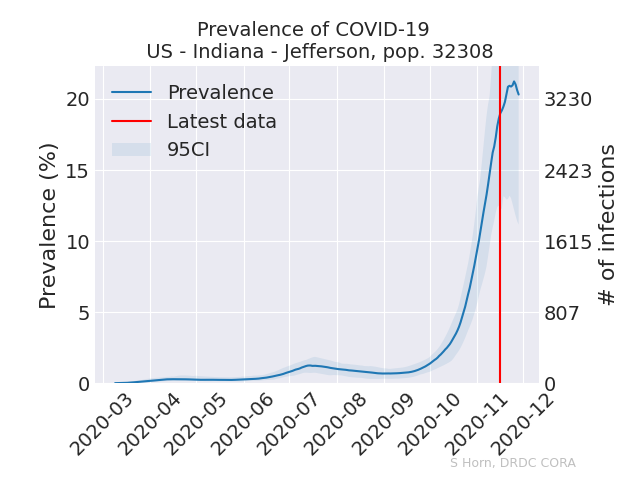 Prevalence of COVID-19
US - Indiana - Jefferson, pop. 32308
Prevalence
Latest data
95CI
Prevalence (%)
20
15
10
5
0
3230
2423
1615
807
0
# of infections
2020-03
2020-04
2020-05
2020-06
2020-07
2020-08
2020-09
2020-10
2020-11
2020-12
S Horn, DRDC CORA